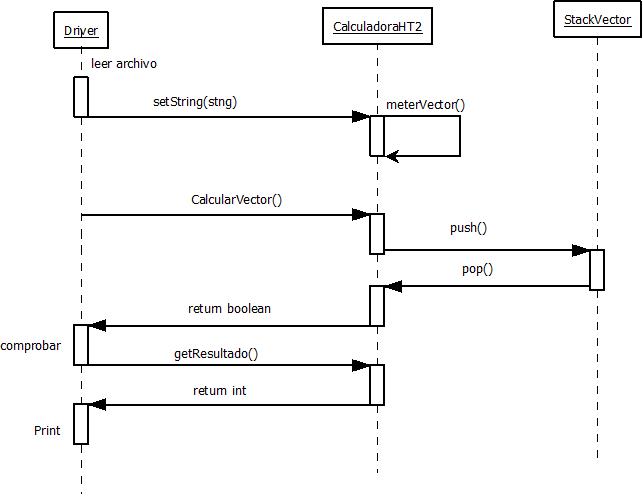 Driver
CalculadoraHT2
StackVector
leer archivo
setString(stng)
meterVector()
CalcularVector()
push()
pop()
return boolean
comprobar
getResultado()
return int
Print